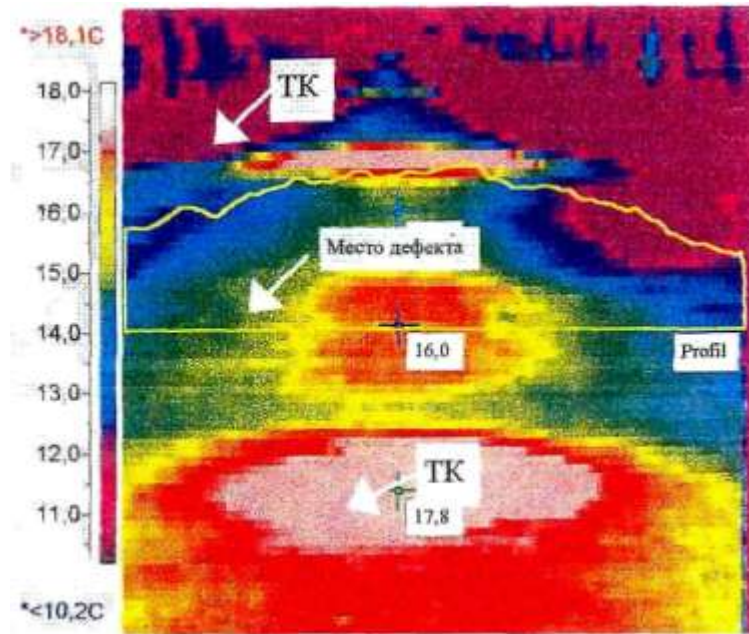 *>18,1C
18,0
17,0
16,0
15,0
14,0
13,0
12,0
11,0
*<10,2C
ТК
Место дефекта
16,0
Profil
ТК
17,8